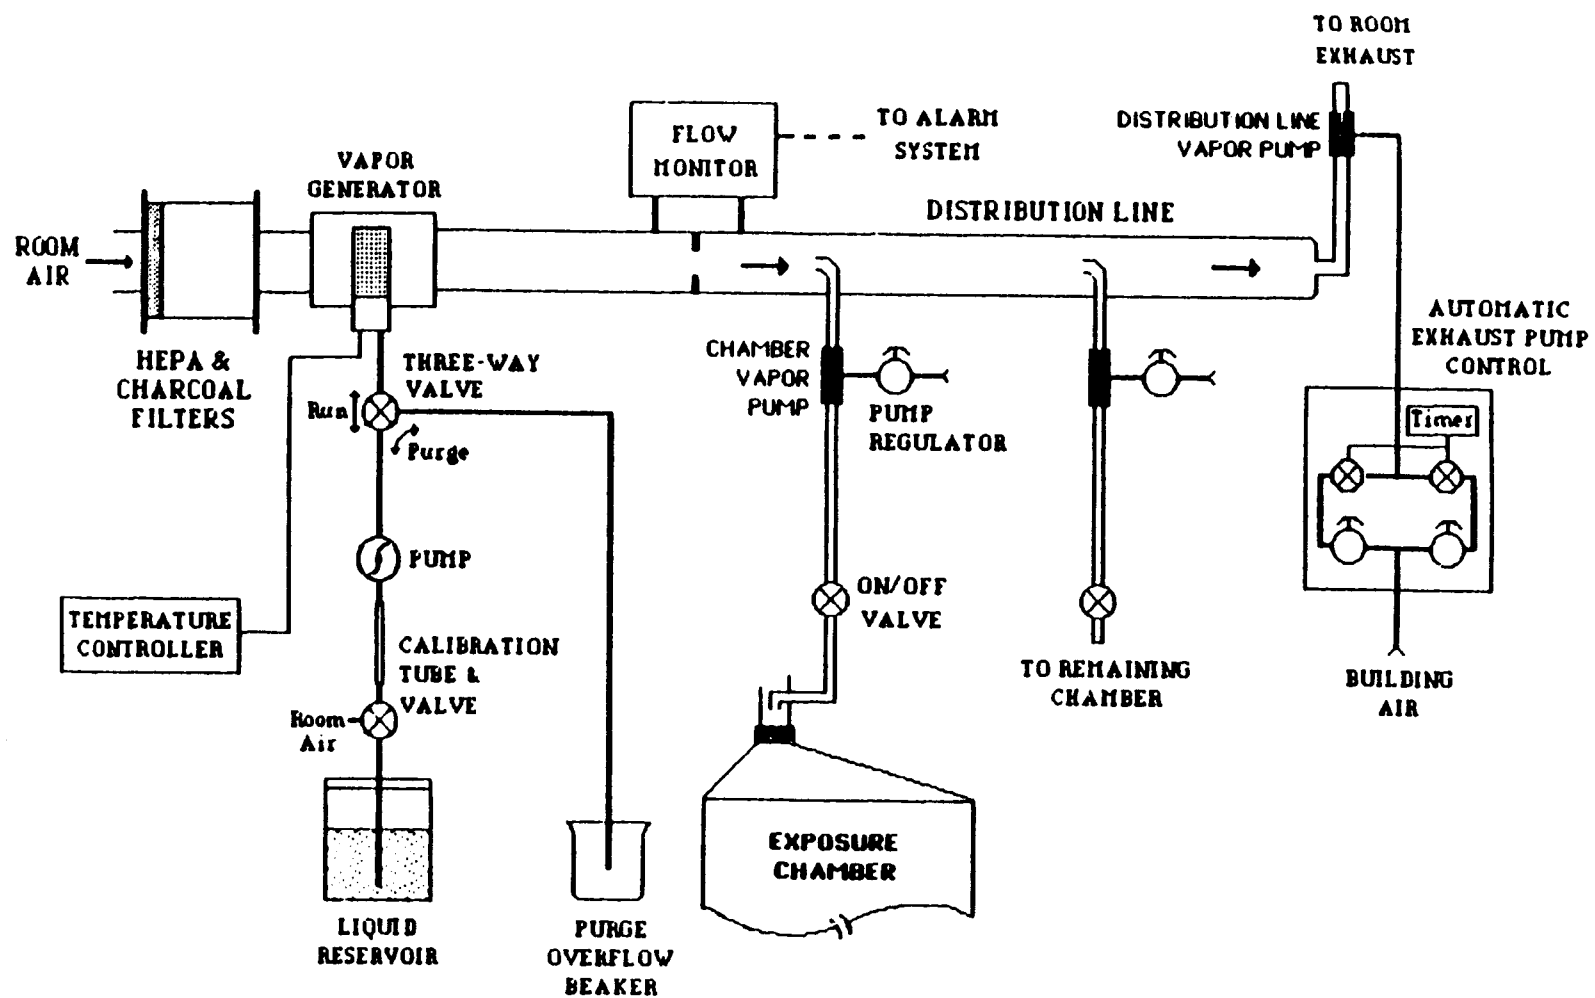 TO ROOM
EXHAUST
DISTRIBUTION LINE
VAPOR PUMP
FLOW
MONITOR
TO ALARM
SYSTEM
VAPOR
GENERATOR
DISTRIBUTION LINE
ROOM
AIR
HEPA &
CHARCOAL
FILTERS
THREE-WAY
VALVE
Run
Purge
CHAMBER
VAPOR
PUMP
PUMP
REGULATOR
AUTOMATIC
EXHAUST PUMP
CONTROL
Timer
PUMP
TEMPERATURE
CONTROLLER
CALIBRATION
TUBE &
VALVE
Room
Air
ON/OFF
VALVE
TO REMAINING
CHAMBER
BUILDING
AIR
EXPOSURE
CHAMBER
LIQUID
RESERVOIR
PURGE
OVERFLOW
BEAKER